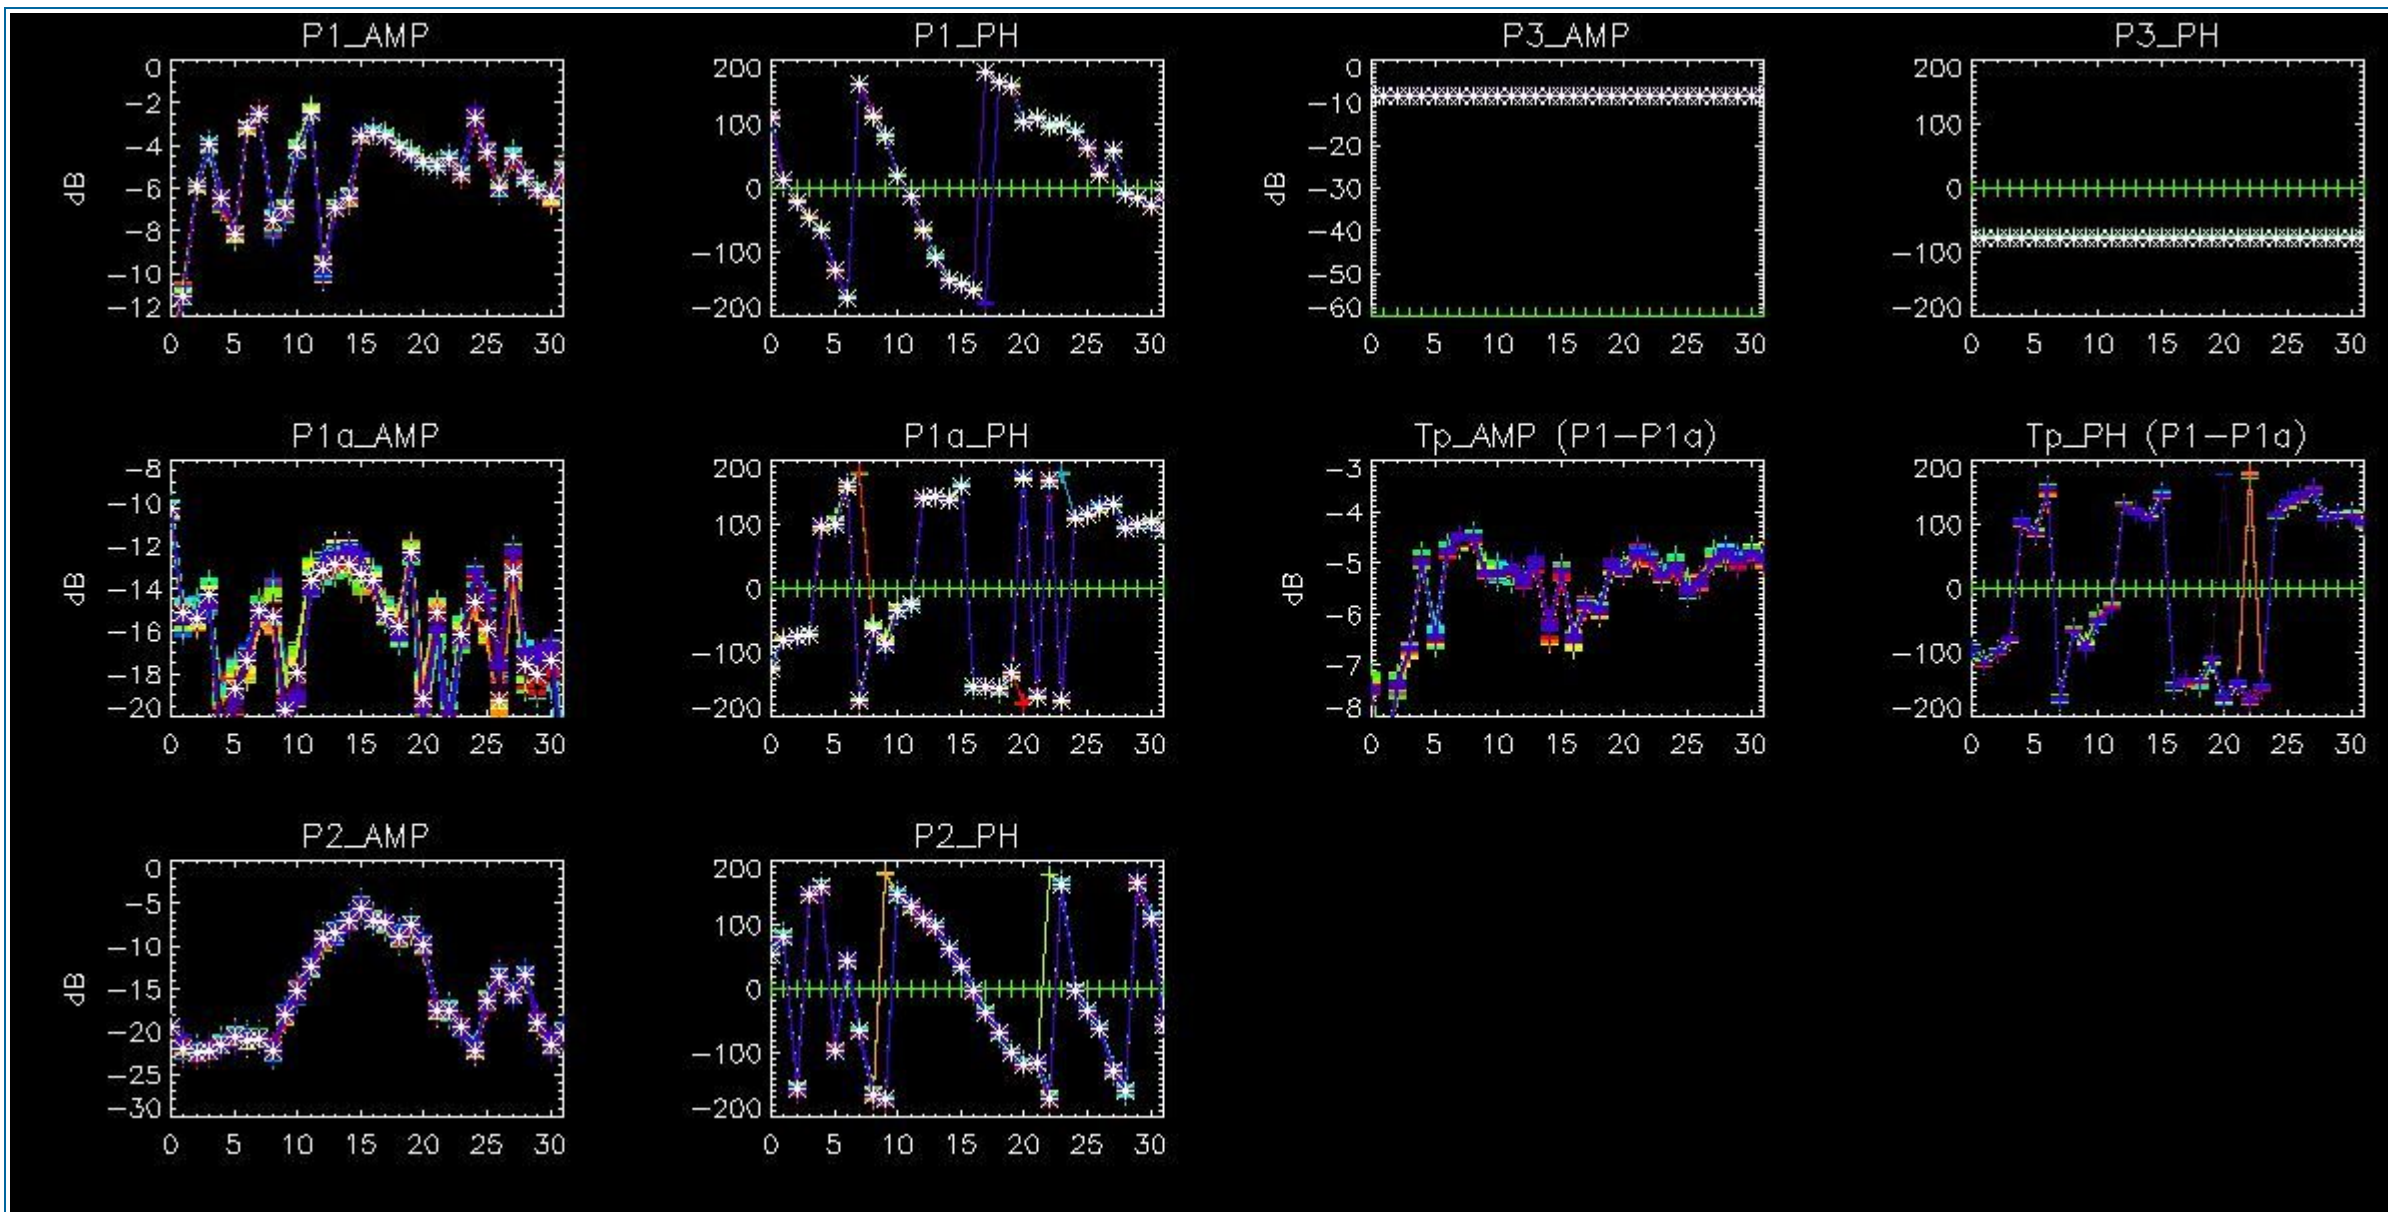 P1_AMP
0
−2
−4
−6
−8
−10
−12
dB
0 5 10 15 20 25 30
P1_PH
200
100
0
−100
−200
0 5 10 15 20 25 30
P3_AMP
0
−10
−20
−30
−40
−50
−60
dB
0 5 10 15 20 25 30
P3_PH
200
100
0
−100
−200
0 5 10 15 20 25 30
P1a_AMP
−8
−10
−12
−14
−16
−18
−20
dB
0 5 10 15 20 25 30
P1a_PH
200
100
0
−100
−200
0 5 10 15 20 25 30
Tp_AMP (P1−P1a)
−3
−4
−5
−6
−7
−8
dB
0 5 10 15 20 25 30
Tp_PH (P1−P1a)
200
100
0
−100
−200
0 5 10 15 20 25 30
P2_AMP
0
−5
−10
−15
−20
−25
−30
dB
0 5 10 15 20 25 30
P2_PH
200
100
0
−100
−200
0 5 10 15 20 25 30